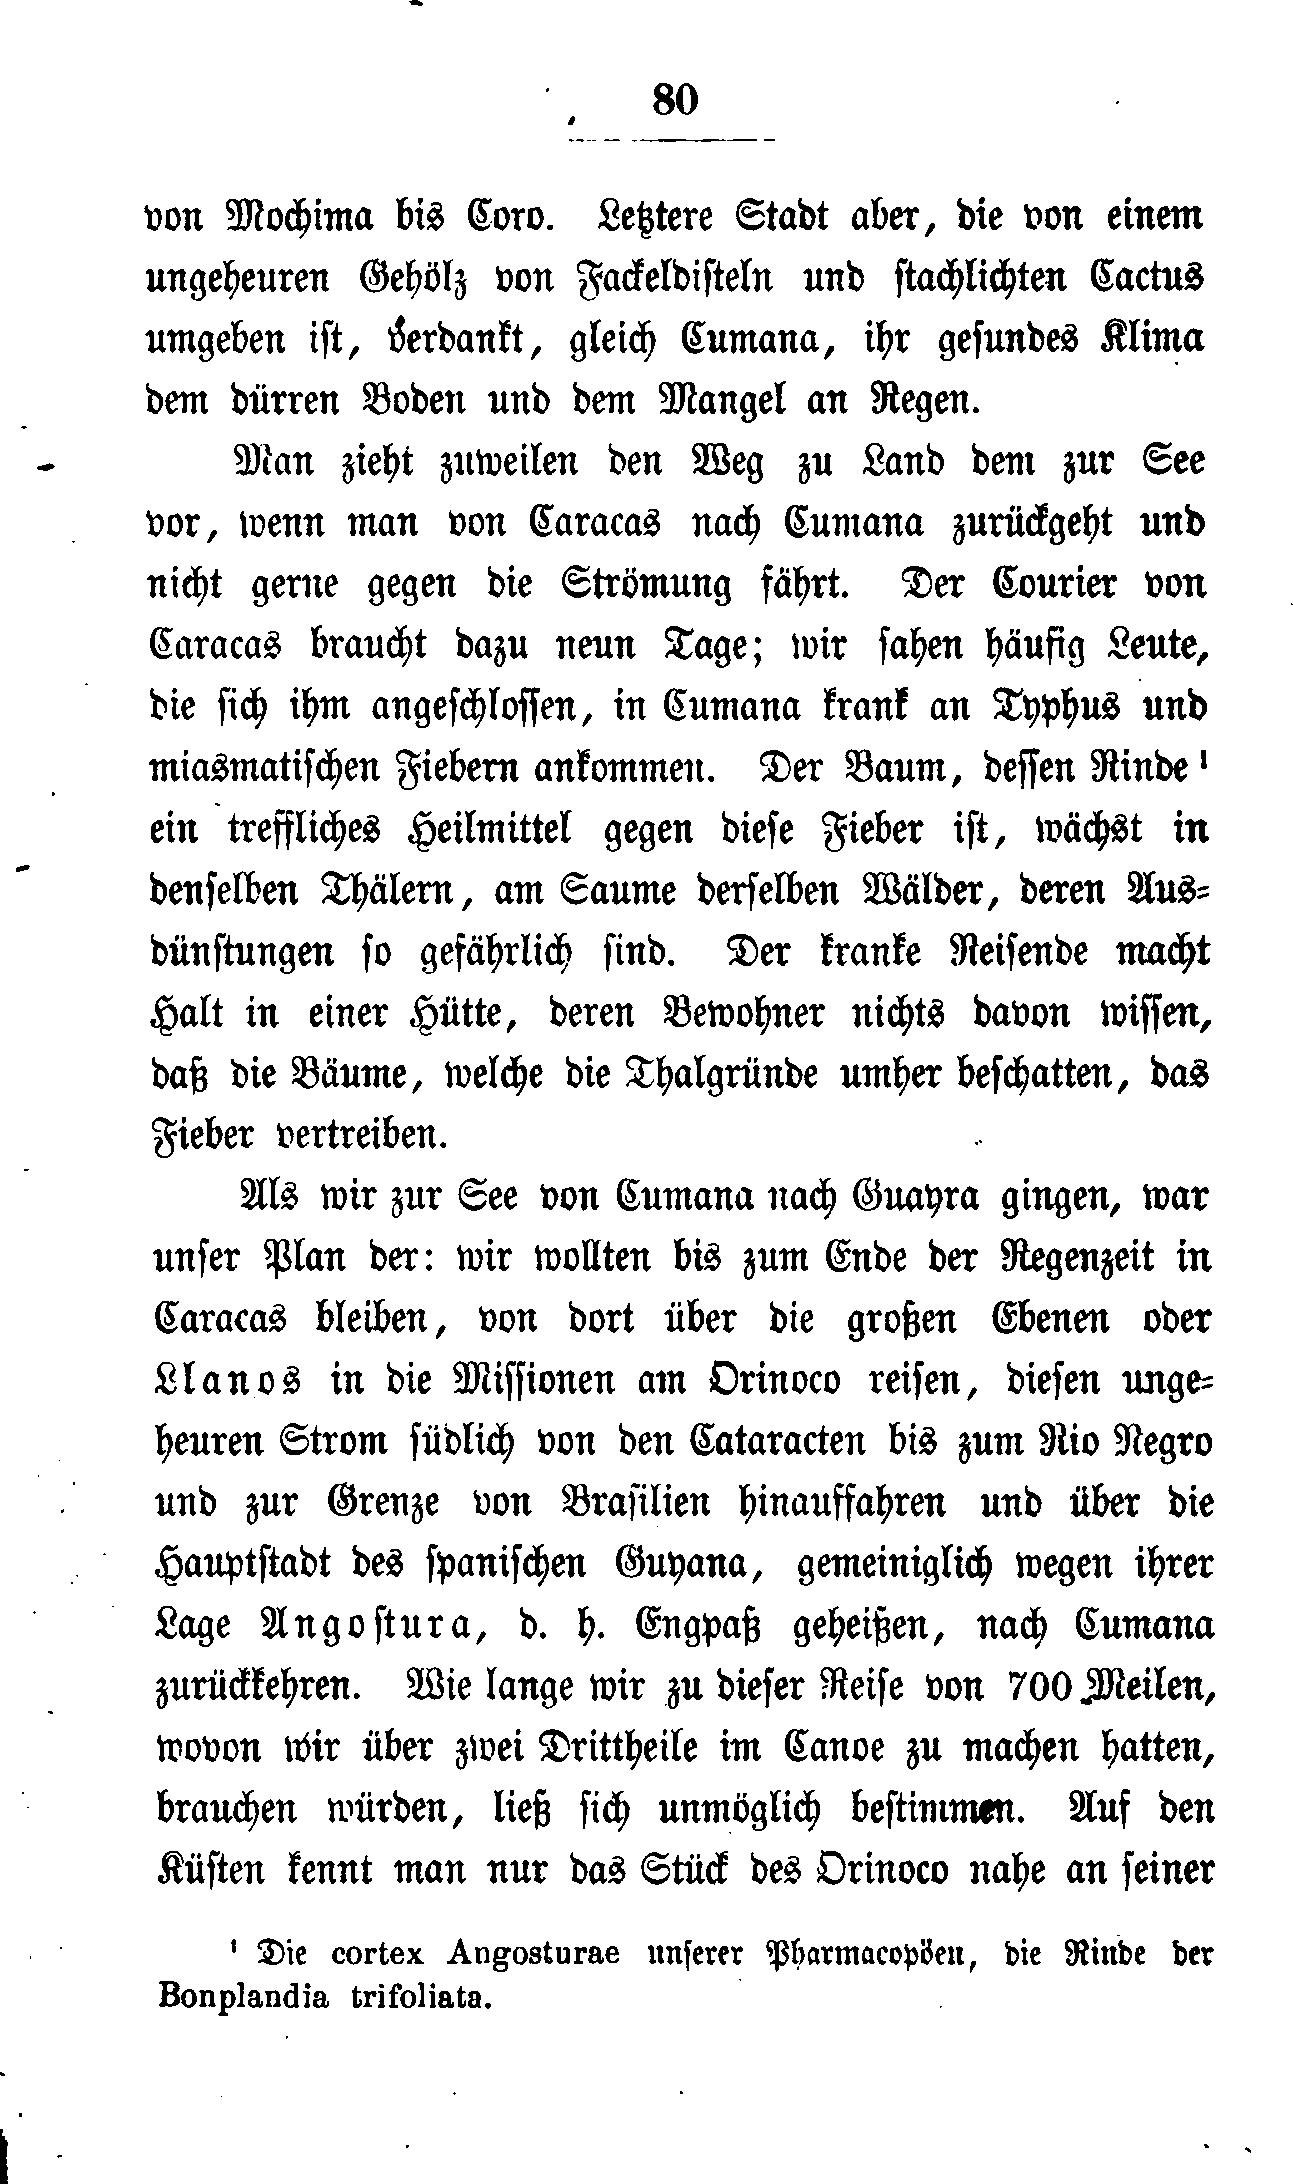 80
von Mochima bis Coro. Letztere Stadt aber, die von einem
ungeheuren Gehölz von Fackeldisteln und stachlichten Cactus
umgeben ist, verdankt, gleich Cumana, ihr gesundes Klima
dem dürren Boden und dem Mangel an Regen.
Man zieht zuweilen den Weg zu Land dem zur See
vor, wenn man von Caracas nach Cumana zurückgeht und
nicht gerne gegen die Strömung fährt. Der Courier von
Caracas braucht dazu neun Tage; wir sahen häufig Leute,
die sich ihm angeschlossen, in Cumana krank an Typhus und
miasmatischen Fiebern ankommen. Der Baum, dessen Rinde ¹
ein treffliches Heilmittel gegen diese Fieber ist, wächst in
denselben Thälern, am Saume derselben Wälder, deren Aus-
dünstungen so gefährlich sind. Der kranke Reisende macht
Halt in einer Hütte, deren Bewohner nichts davon wissen,
daß die Bäume, welche die Thalgründe umher beschatten, das
Fieber vertreiben.
Als wir zur See von Cumana nach Guayra gingen, war
unser Plan der: wir wollten bis zum Ende der Regenzeit in
Caracas bleiben, von dort über die großen Ebenen oder
Llanos in die Missionen am Orinoco reisen, diesen unge-
heuren Strom südlich von den Cataracten bis zum Rio Negro
und zur Grenze von Brasilien hinauffahren und über die
Hauptstadt des spanischen Guyana, gemeiniglich wegen ihrer
Lage Angostura, d. h. Engpaß geheißen, nach Cumana
zurückkehren. Wie lange wir zu dieser Reise von 700 Meilen,
wovon wir über zwei Drittheile im Canoe zu machen hatten,
brauchen würden, ließ sich unmöglich bestimmen. Auf den
Küsten kennt man nur das Stück des Orinoco nahe an seiner
¹ Die cortex Angosturae unserer Pharmacopöen, die Rinde der
Bonplandia trifoliata.